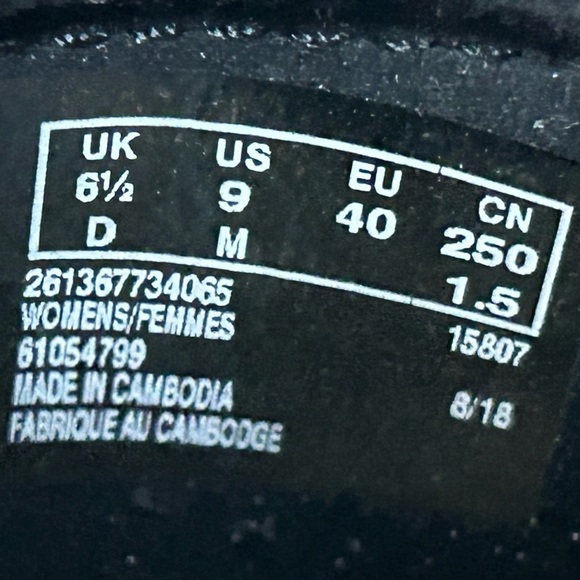 UK US EU CN
6½ 9 40 250
D M 1.5
261367734065
WOMENS/FEMMES 15807
61054799
MADE IN CAMBODIA 8/18
FABRIQUE AU CAMBODGE